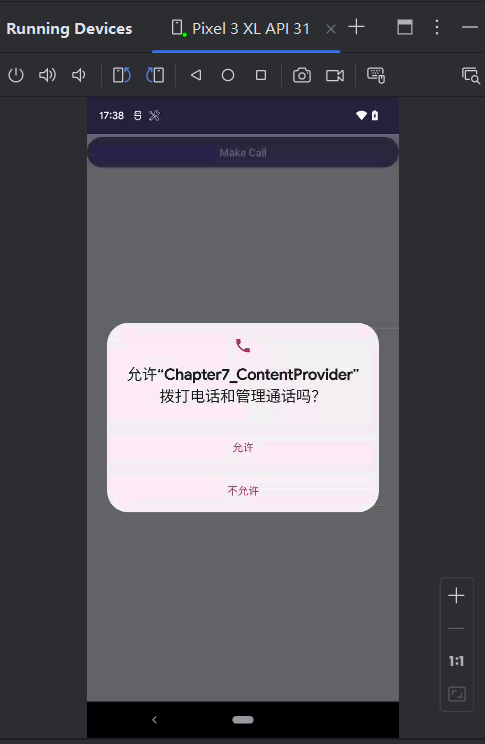 Running Devices
Pixel 3 XL API 31
17:38
Make Call
允许“Chapter7_ContentProvider”
拨打电话和管理通话吗？
允许
不允许
1:1